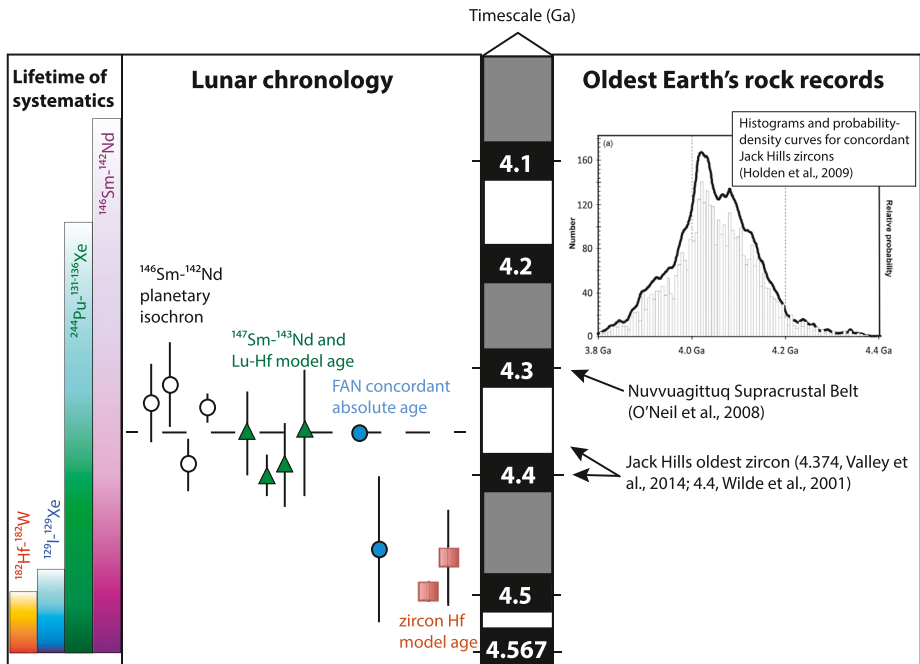 Timescale (Ga)
Lifetime of
systematics
Lunar chronology
Oldest Earth's rock records
¹⁸²Hf-¹⁸²W
¹²⁹I-¹²⁹Xe
²⁴⁴Pu-¹³¹⁻¹³⁶Xe
¹⁴⁶Sm-¹⁴²Nd
¹⁴⁶Sm-¹⁴²Nd
planetary
isochron
¹⁴⁷Sm-¹⁴³Nd and
Lu-Hf model age
FAN concordant
absolute age
zircon Hf
model age
4.1
4.2
4.3
4.4
4.5
4.567
Histograms and probability-
density curves for concordant
Jack Hills zircons
(Holden et al., 2009)
(a)
160
120
80
40
0
Number
Relative probability
3.8 Ga
4.0 Ga
4.2 Ga
4.4 Ga
Nuvvuagittuq Supracrustal Belt
(O'Neil et al., 2008)
Jack Hills oldest zircon (4.374, Valley et
al., 2014; 4.4, Wilde et al., 2001)